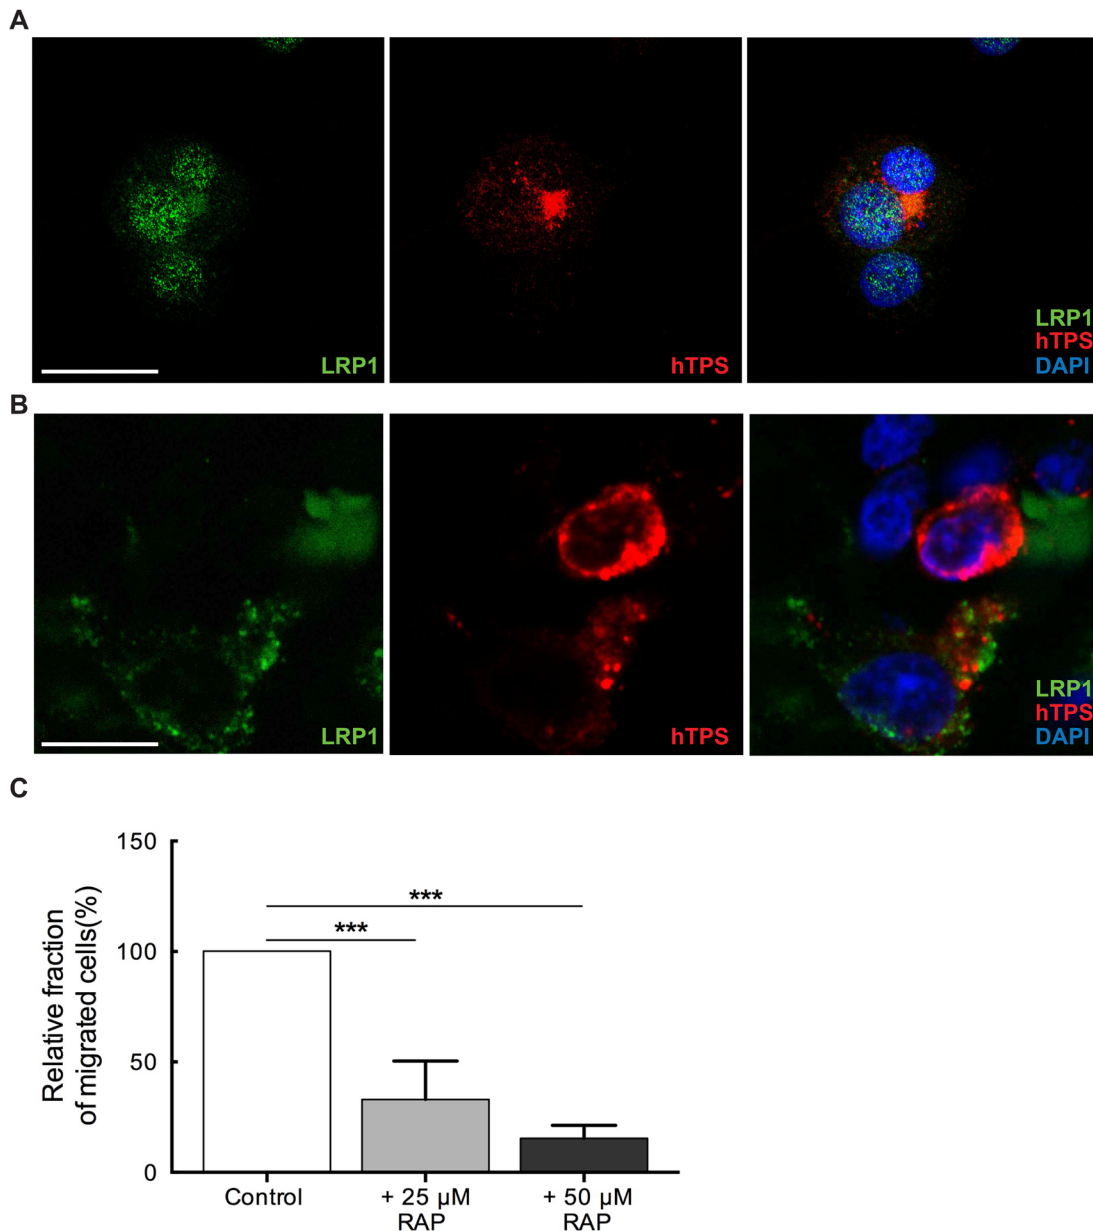 A
LRP1
hTPS
LRP1
hTPS
DAPI
B
LRP1
hTPS
LRP1
hTPS
DAPI
C
150
100
50
0
Relative fraction
of migrated cells(%)
***
***
Control
+ 25 µM
RAP
+ 50 µM
RAP